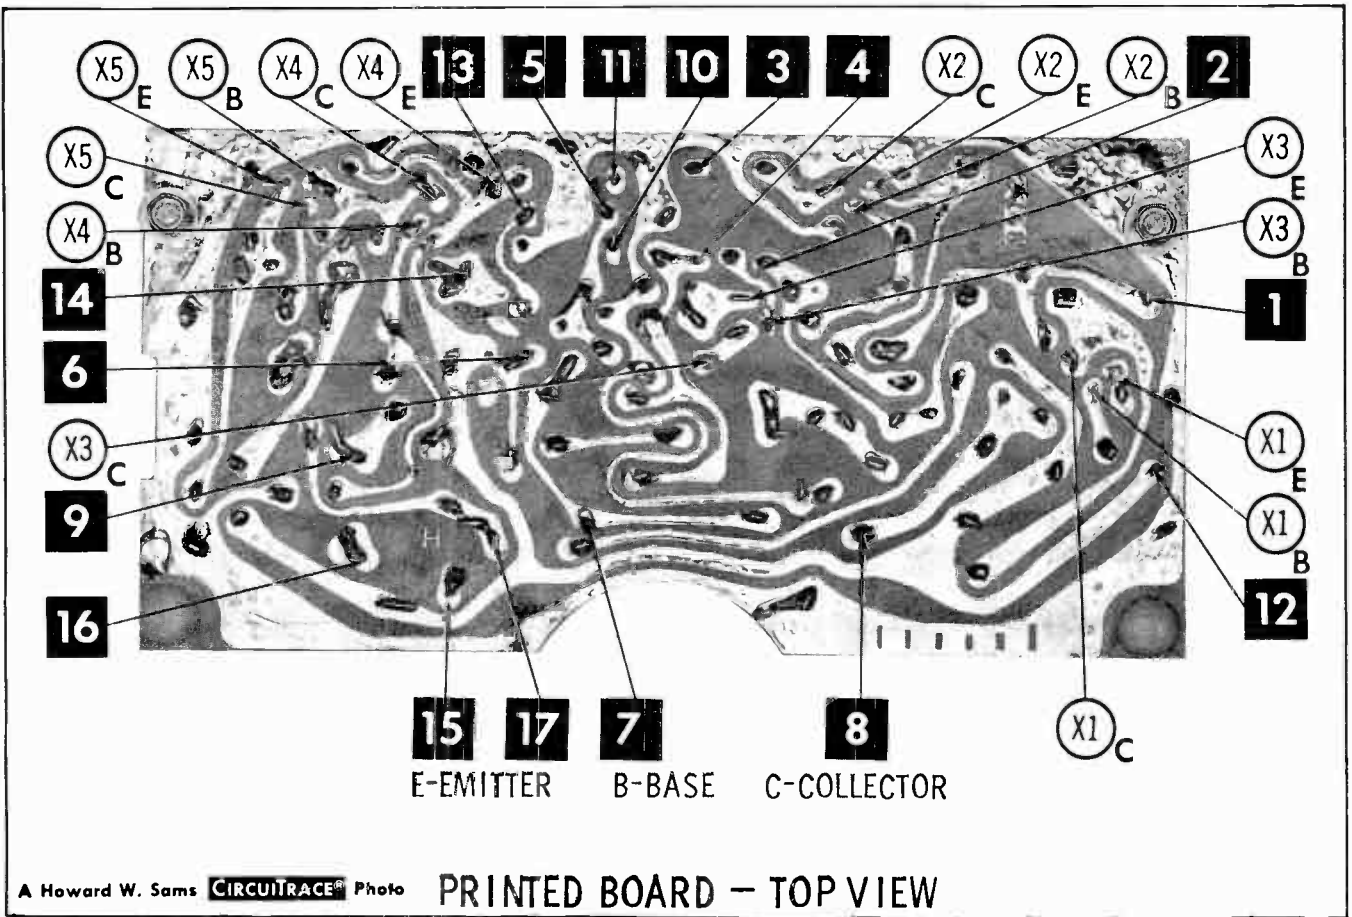 X5 E X5 B X4 C X4 E 13 5 11 10 3 4 X2 C X2 E X2 B 2
X5 C
X3 E
X4 B
X3 B
14
1
6
X3 C
X1 E
9
X1 B
H
16
12
15 17 7 8 X1 C
E-EMITTER B-BASE C-COLLECTOR
A Howard W. Sams CIRCUITRACE® Photo PRINTED BOARD — TOP VIEW